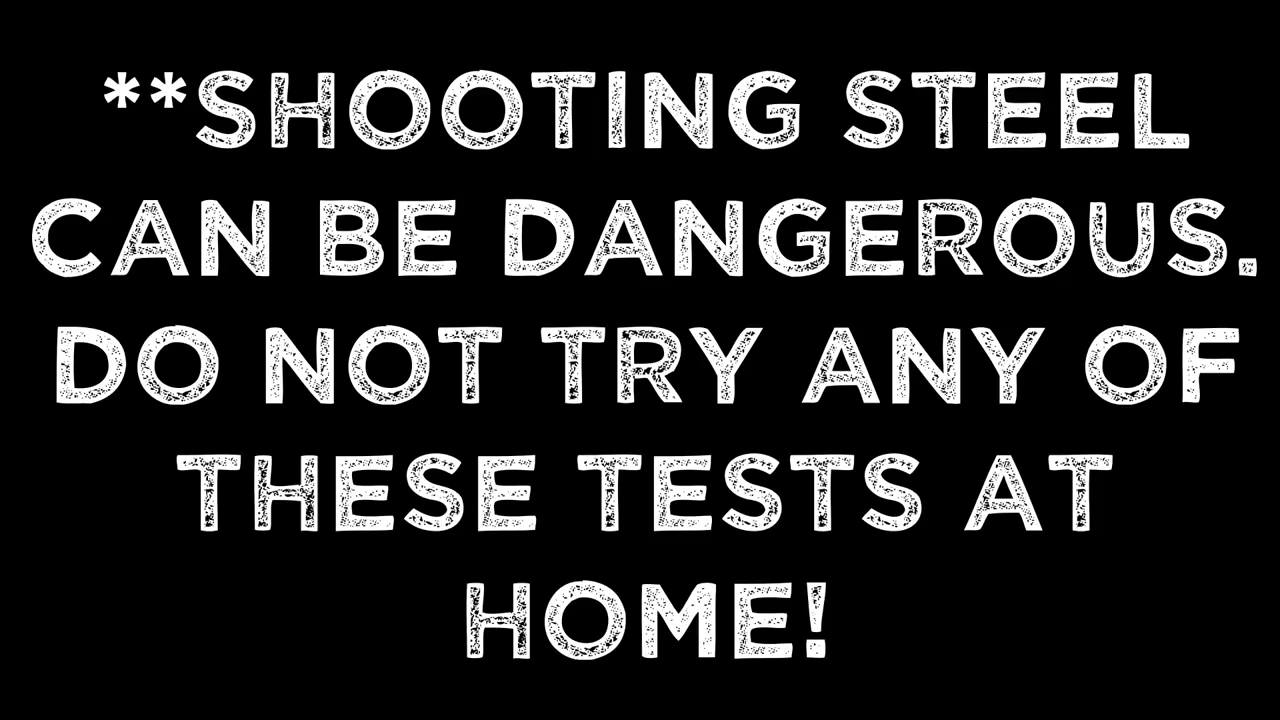 **SHOOTING STEEL
CAN BE DANGEROUS.
DO NOT TRY ANY OF
THESE TESTS AT
HOME!